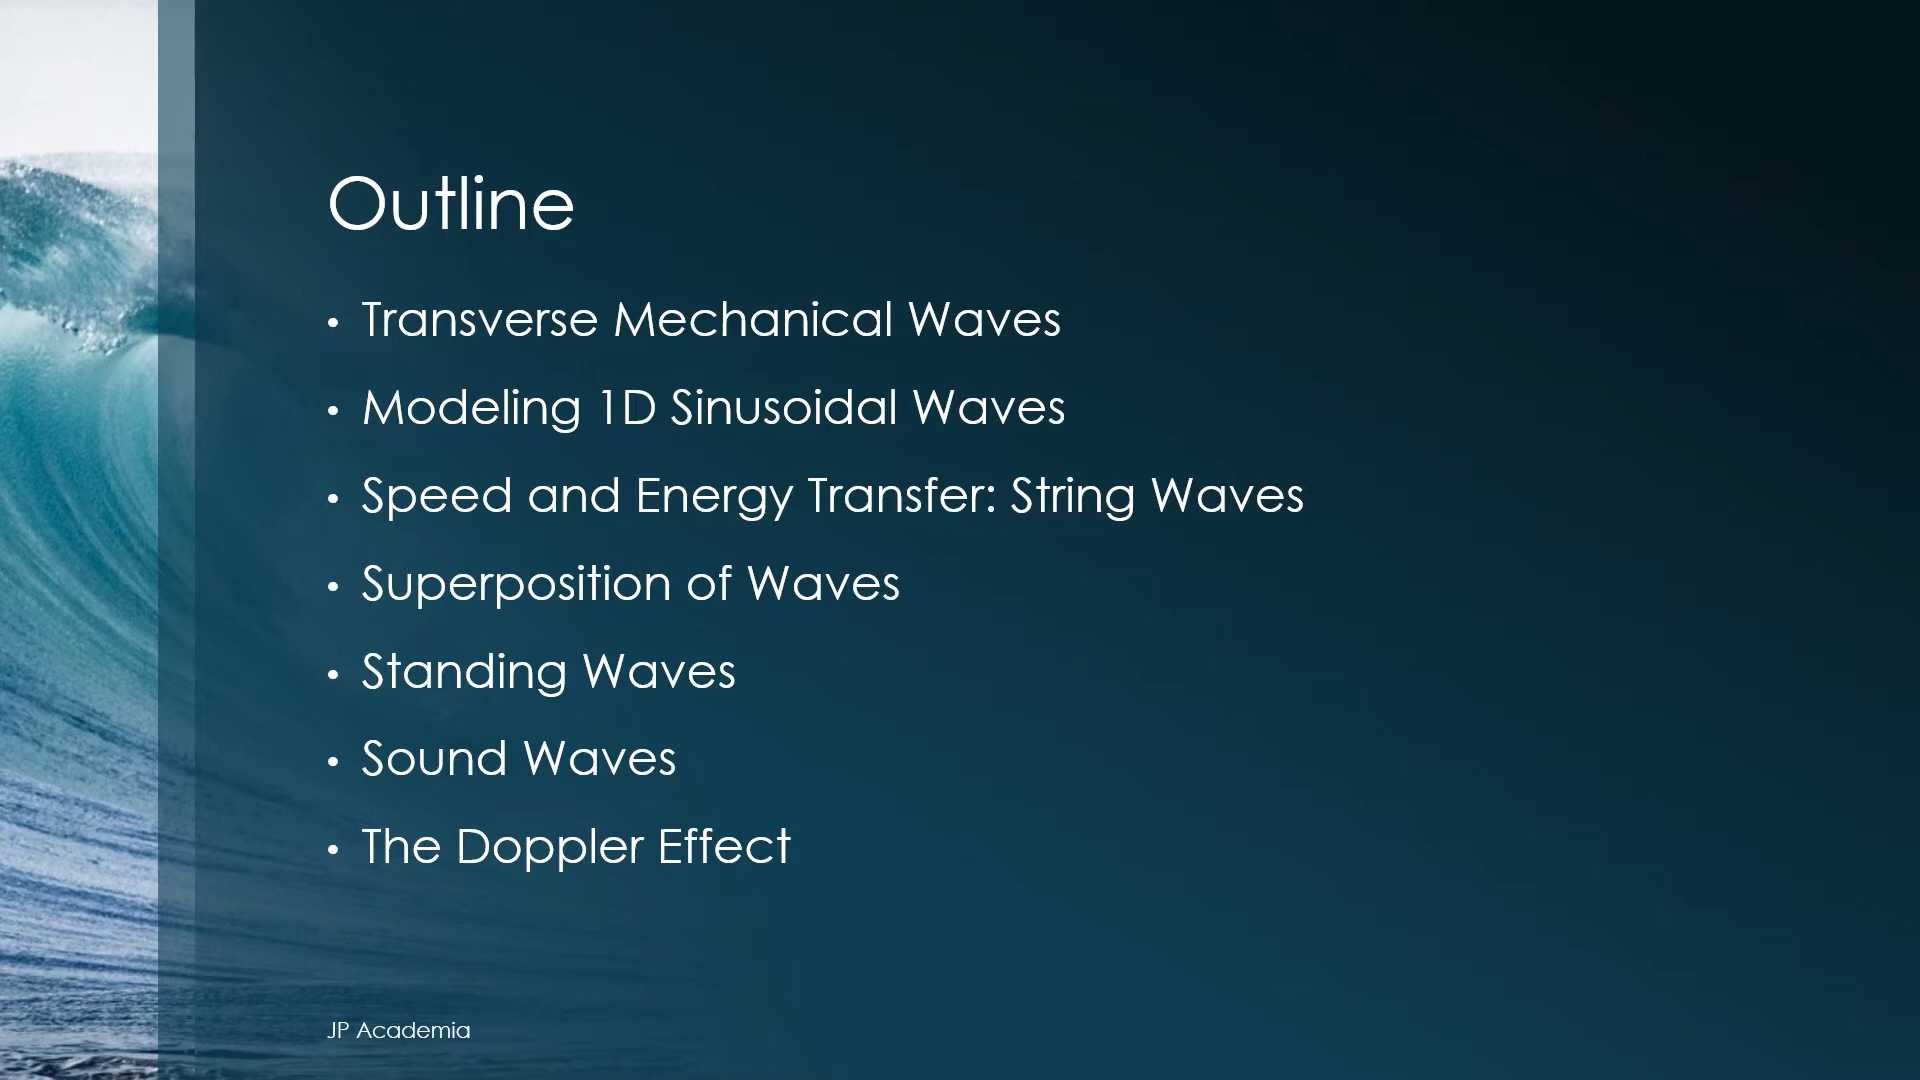 Outline
• Transverse Mechanical Waves
• Modeling 1D Sinusoidal Waves
• Speed and Energy Transfer: String Waves
• Superposition of Waves
• Standing Waves
• Sound Waves
• The Doppler Effect
JP Academia